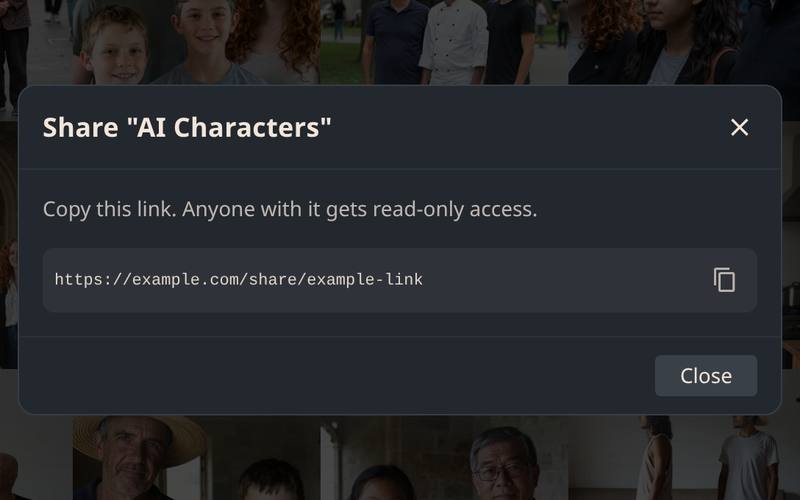 Share "AI Characters"
Copy this link. Anyone with it gets read-only access.
https://example.com/share/example-link
Close